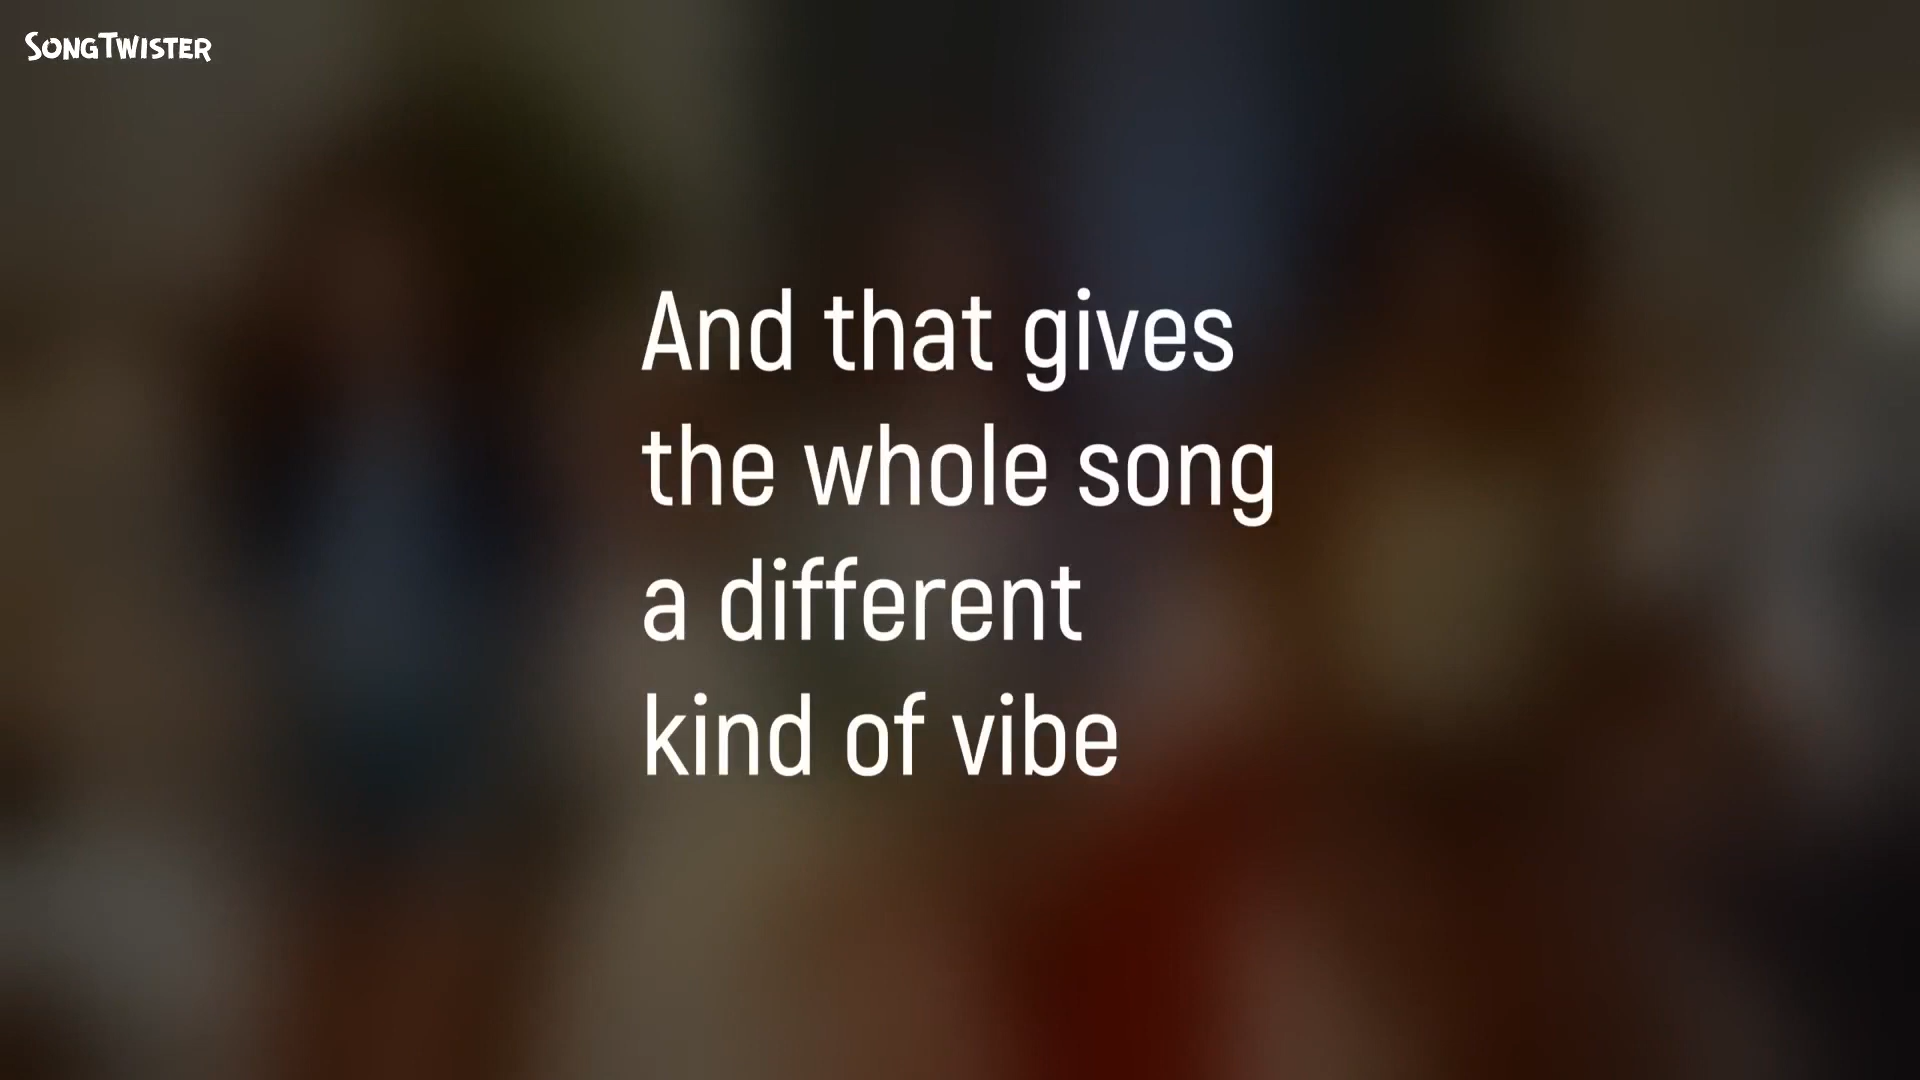 SONGTWISTER
And that gives
the whole song
a different
kind of vibe